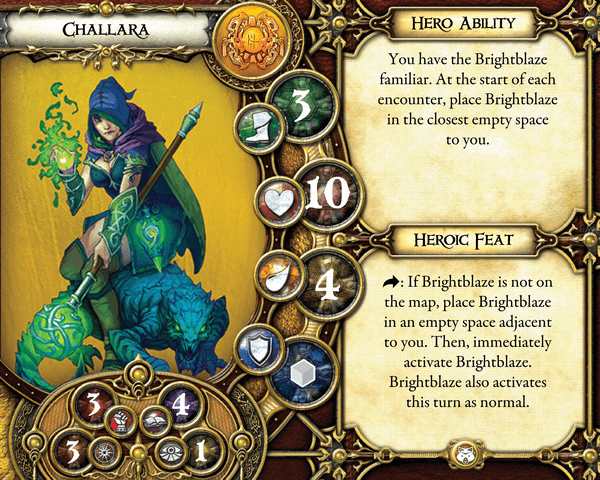 CHALLARA
3
10
4
3
4
3
1
HERO ABILITY
You have the Brightblaze
familiar. At the start of each
encounter, place Brightblaze
in the closest empty space
to you.
HEROIC FEAT
: If Brightblaze is not on
the map, place Brightblaze
in an empty space adjacent
to you. Then, immediately
activate Brightblaze.
Brightblaze also activates
this turn as normal.